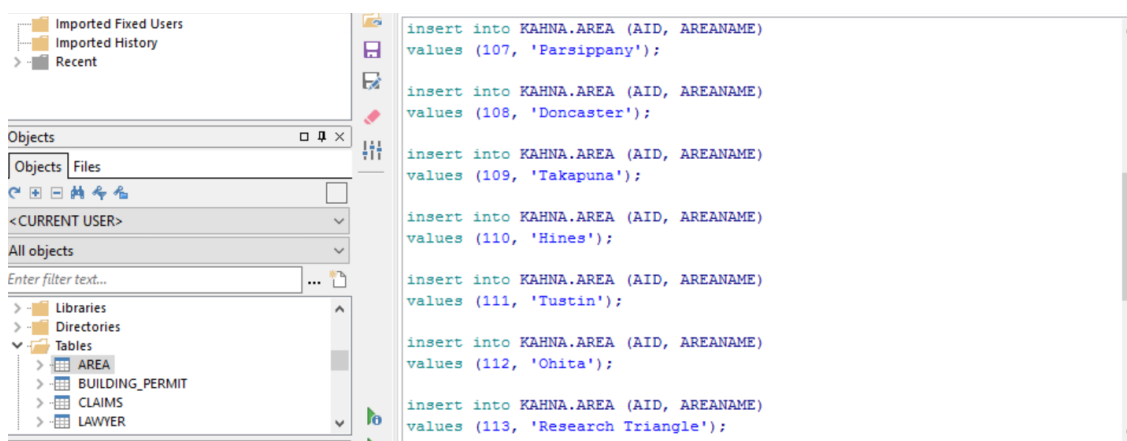 Imported Fixed Users
Imported History
Recent
Objects
Objects Files
<CURRENT USER>
All objects
Enter filter text...
Libraries
Directories
Tables
AREA
BUILDING_PERMIT
CLAIMS
LAWYER
insert into KAHNA.AREA (AID, AREANAME)
values (107, 'Parsippany');
insert into KAHNA.AREA (AID, AREANAME)
values (108, 'Doncaster');
insert into KAHNA.AREA (AID, AREANAME)
values (109, 'Takapuna');
insert into KAHNA.AREA (AID, AREANAME)
values (110, 'Hines');
insert into KAHNA.AREA (AID, AREANAME)
values (111, 'Tustin');
insert into KAHNA.AREA (AID, AREANAME)
values (112, 'Ohita');
insert into KAHNA.AREA (AID, AREANAME)
values (113, 'Research Triangle');